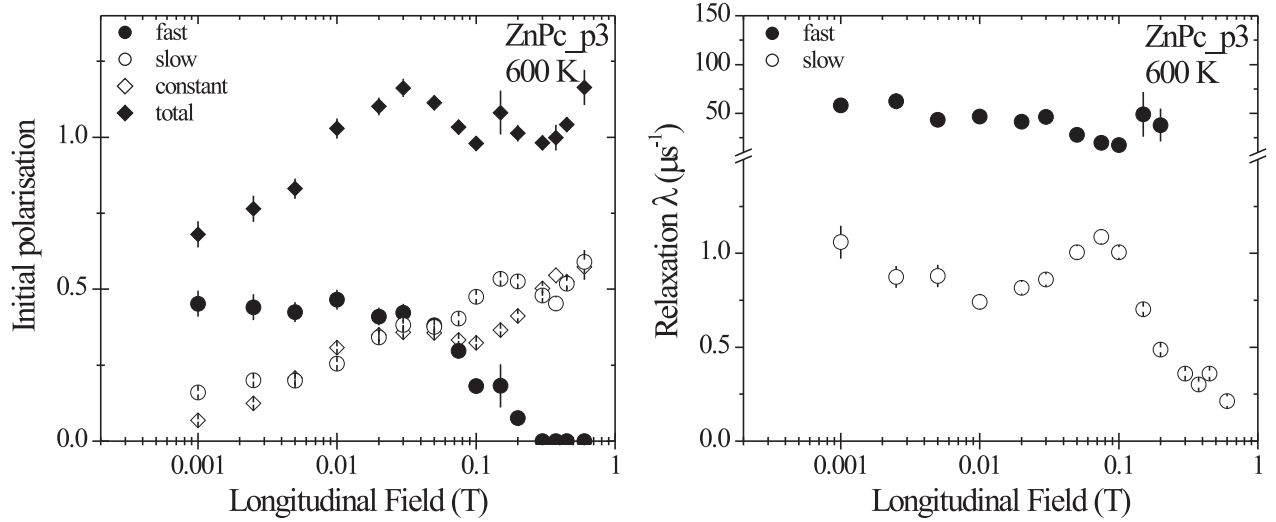 fast
slow
constant
total
ZnPc_p3
600 K
1.0
0.5
0.0
Initial polarisation
0.001
0.01
0.1
1
Longitudinal Field (T)
150
100
50
1.0
0.5
0.0
fast
slow
ZnPc_p3
600 K
Relaxation λ (μs⁻¹)
0.001
0.01
0.1
1
Longitudinal Field (T)